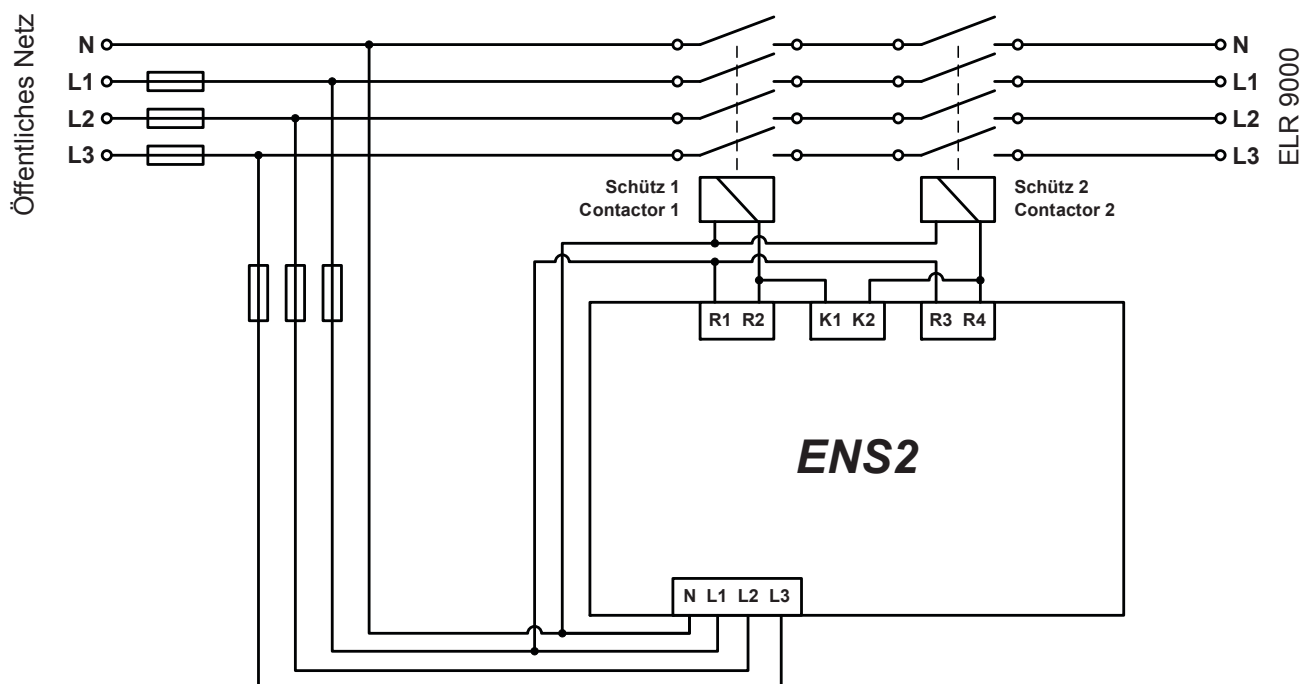 Öffentliches Netz
N
L1
L2
L3
N
L1
L2
L3
ELR 9000
Schütz 1
Contactor 1
Schütz 2
Contactor 2
R1 R2
K1 K2
R3 R4
ENS2
N L1 L2 L3